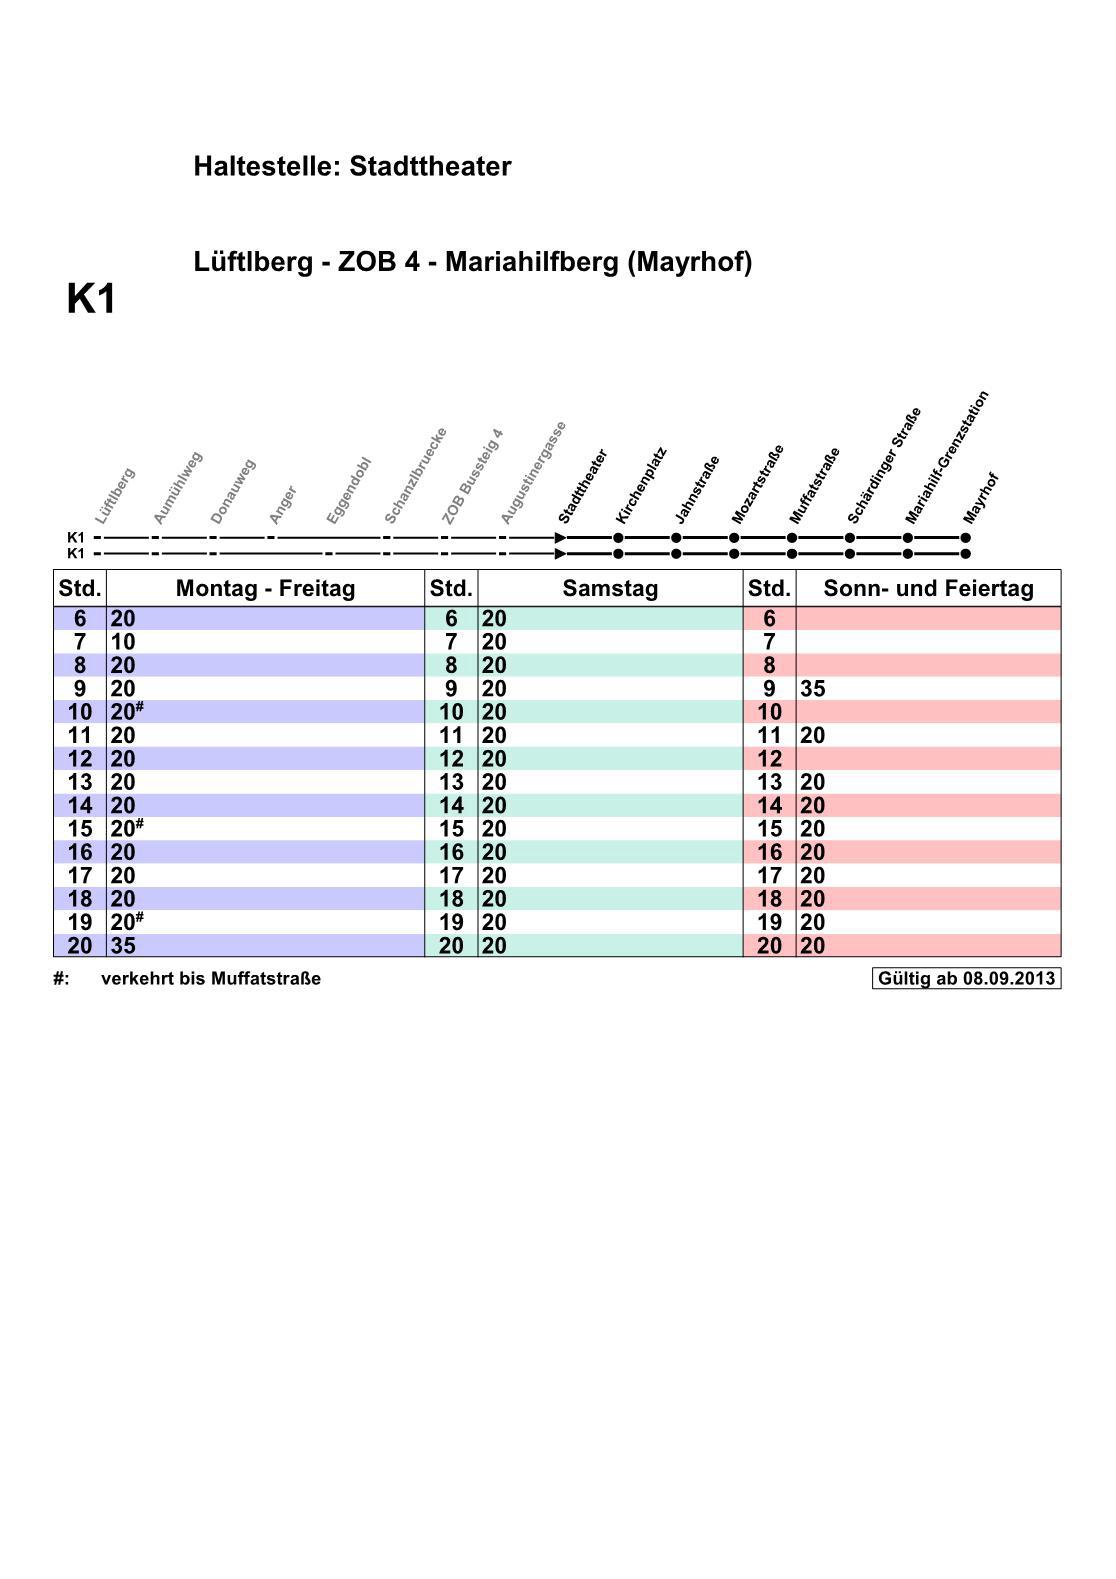 Haltestelle: Stadttheater
Lüftlberg - ZOB 4 - Mariahilfberg (Mayrhof)
K1
Lüftlberg Aumühlweg Donauweg Anger Eggendobl Schanzlbruecke ZOB Bussteig 4 Augustinergasse Stadttheater Kirchenplatz Jahnstraße Mozartstraße Muffatstraße Schärdinger Straße Mariahilf-Grenzstation Mayrhof
K1
K1
Std. Montag - Freitag Std. Samstag Std. Sonn- und Feiertag
6 20 6 20 6
7 10 7 20 7
8 20 8 20 8
9 20 9 20 9 35
10 20# 10 20 10
11 20 11 20 11 20
12 20 12 20 12
13 20 13 20 13 20
14 20 14 20 14 20
15 20# 15 20 15 20
16 20 16 20 16 20
17 20 17 20 17 20
18 20 18 20 18 20
19 20# 19 20 19 20
20 35 20 20 20 20
#: verkehrt bis Muffatstraße Gültig ab 08.09.2013